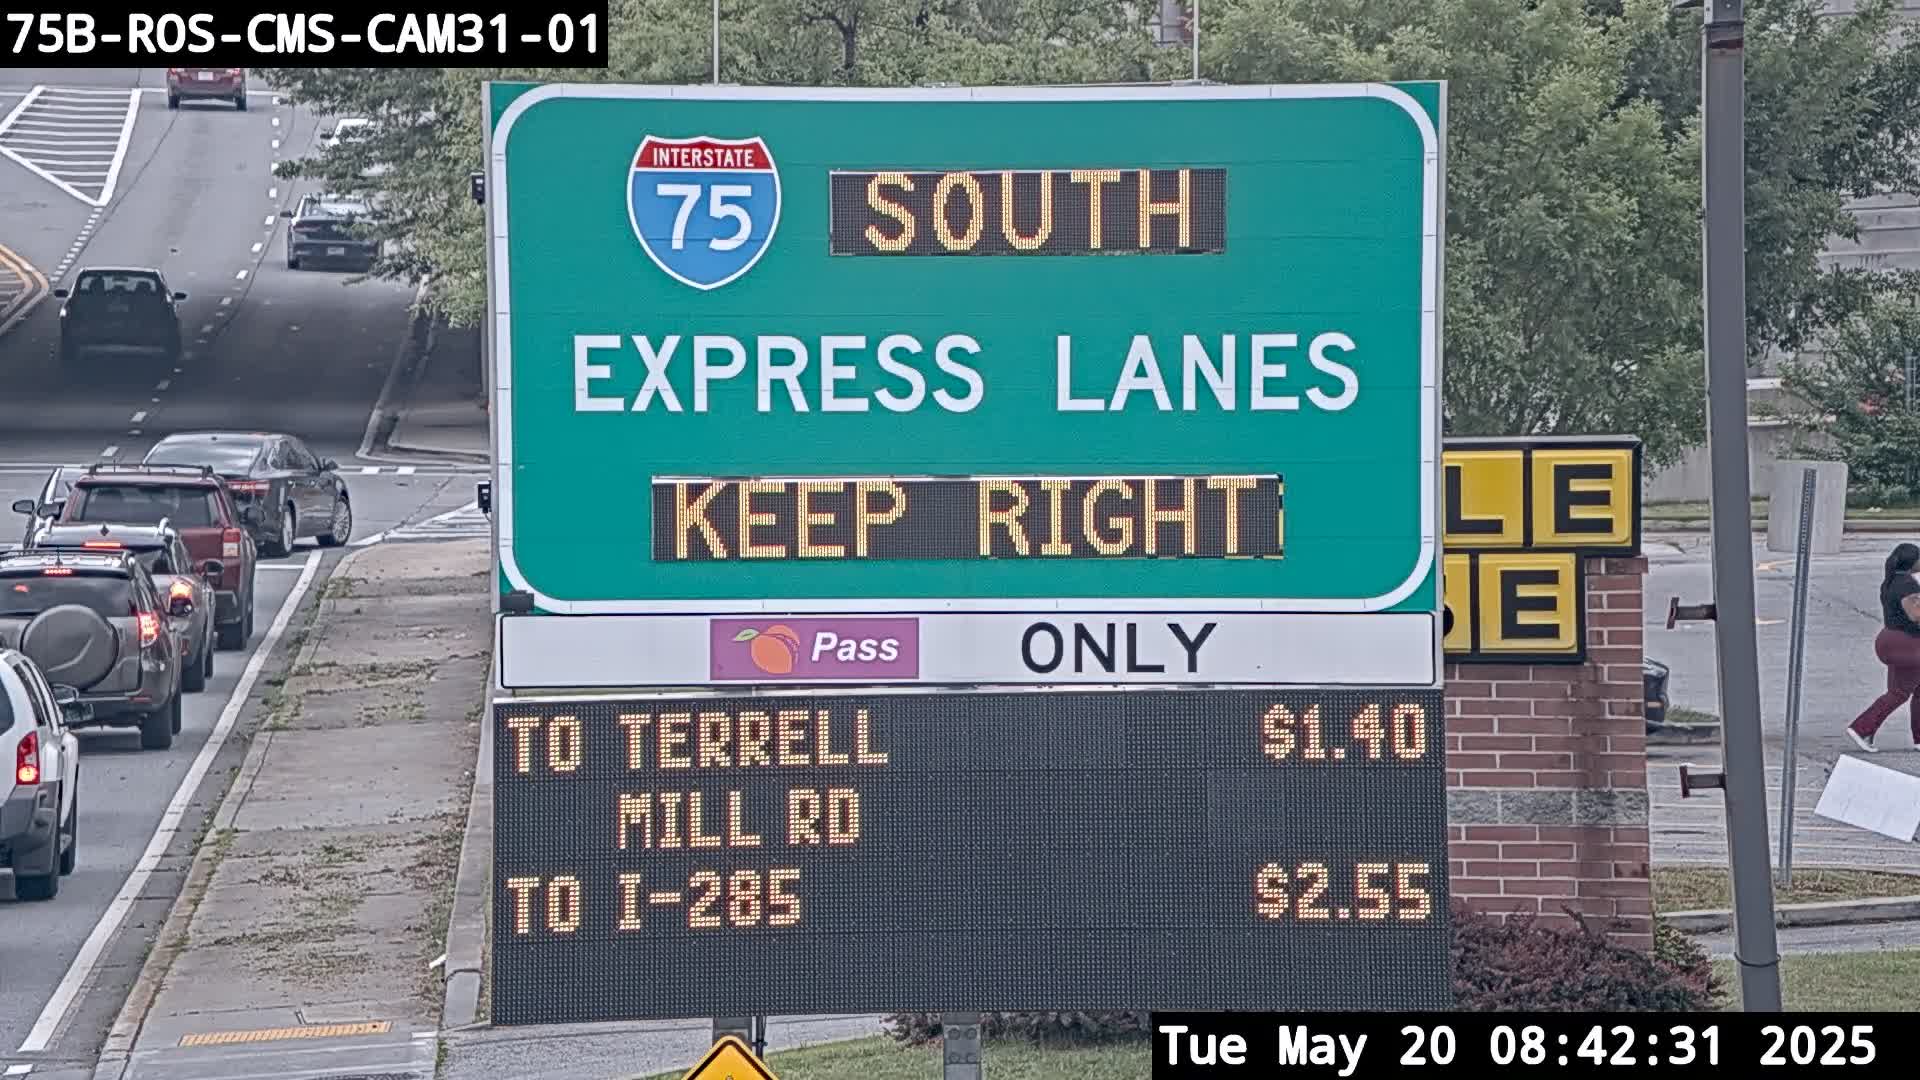 75B-ROS-CMS-CAM31-01
INTERSTATE
75
SOUTH
EXPRESS LANES
KEEP RIGHT
Pass ONLY
TO TERRELL $1.40
MILL RD
TO I-285 $2.55
LE
E
Tue May 20 08:42:31 2025